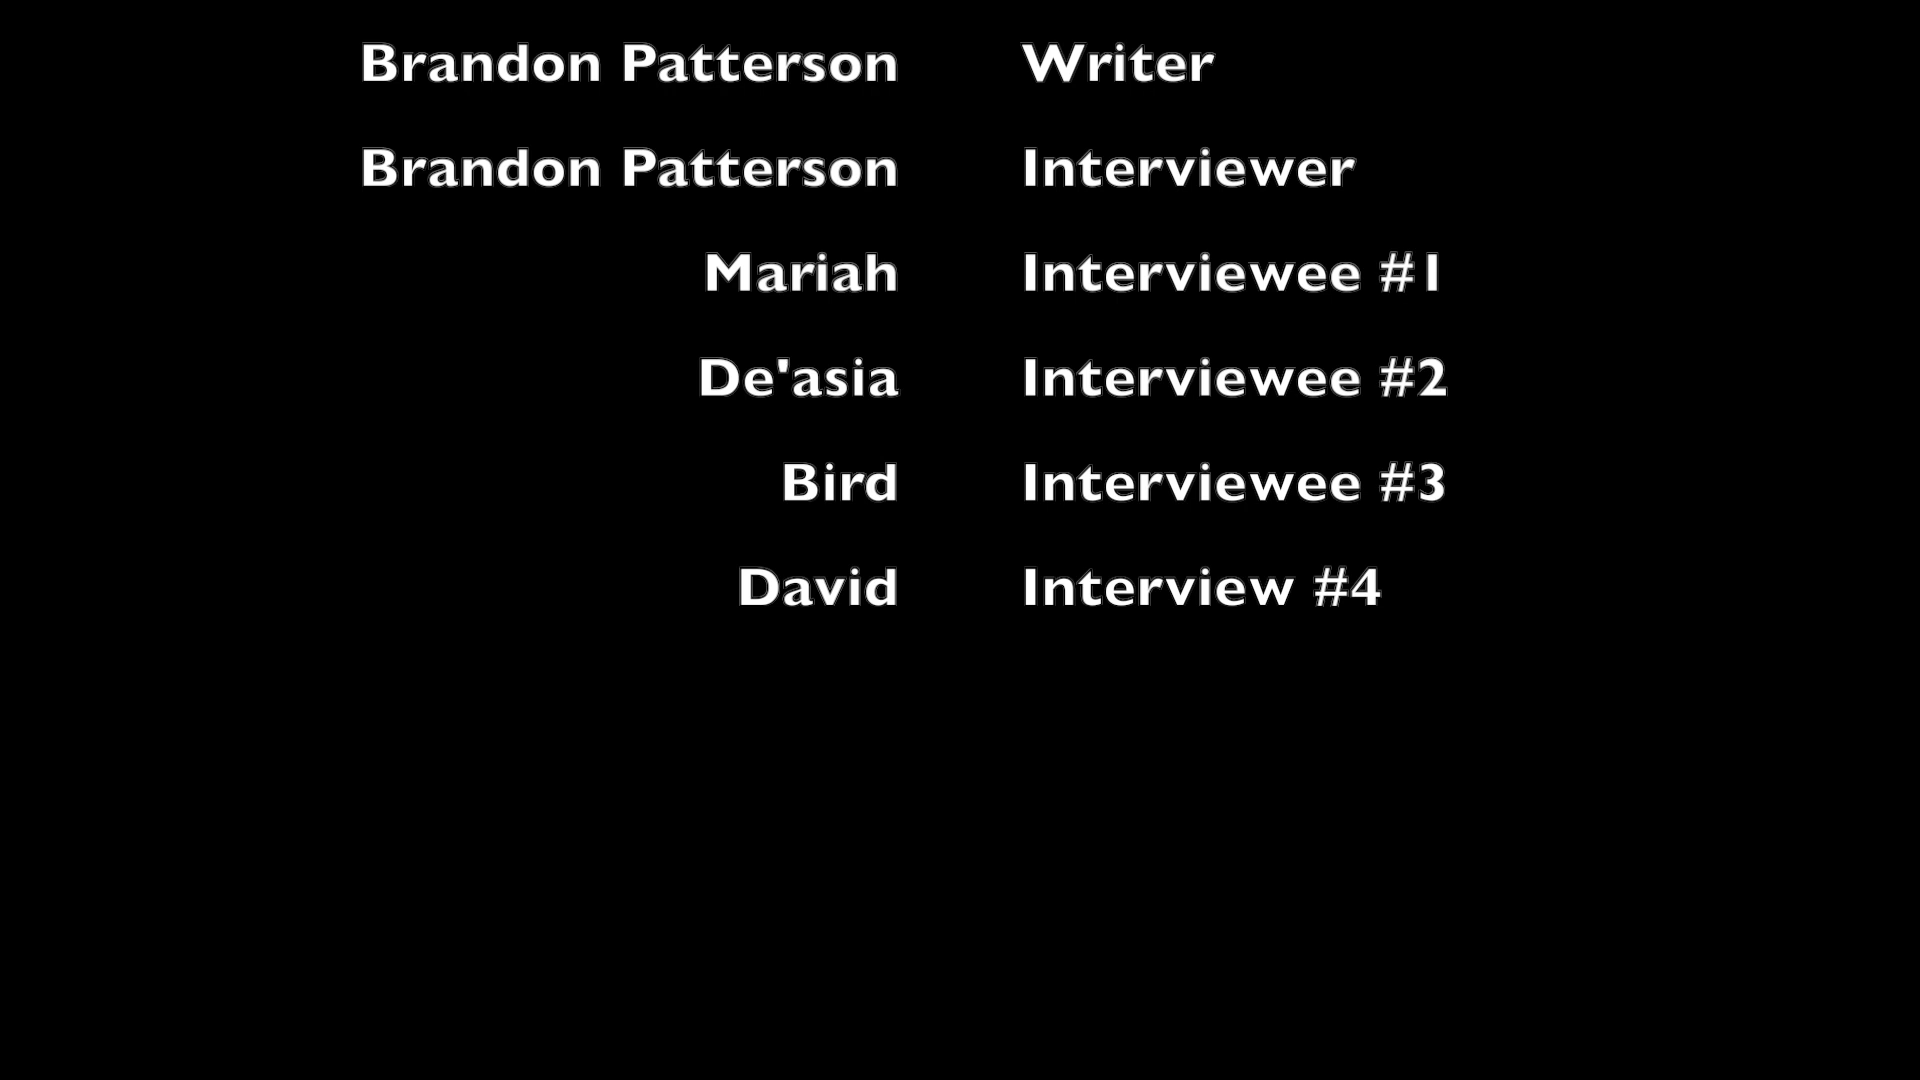 Brandon Patterson Writer
Brandon Patterson Interviewer
Mariah Interviewee #1
De'asia Interviewee #2
Bird Interviewee #3
David Interview #4